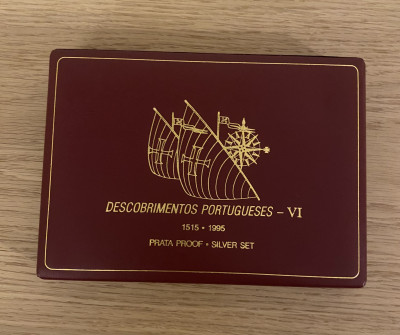 DESCOBRIMENTOS PORTUGUESES – VI
1515 • 1995
PRATA PROOF • SILVER SET